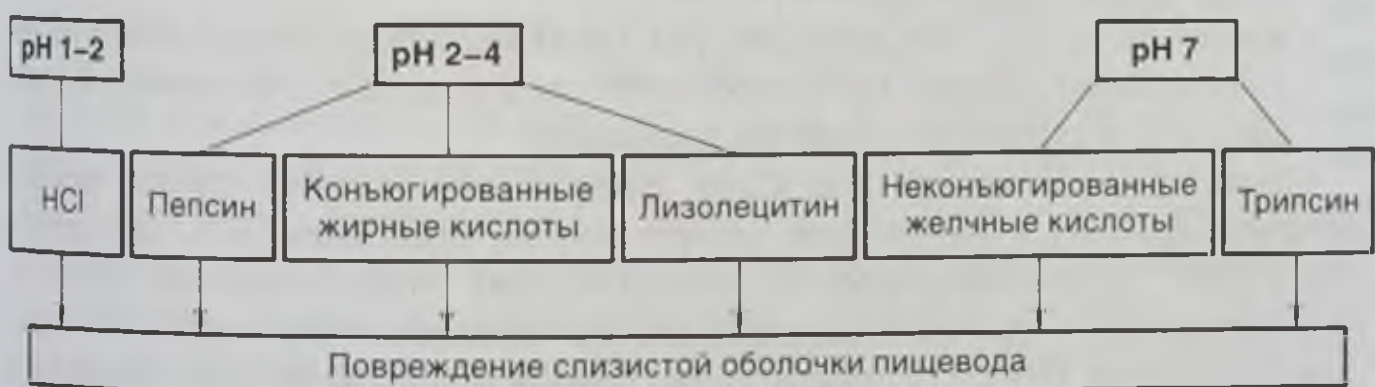 pH 1–2
pH 2–4
pH 7
HCl
Пепсин
Конъюгированные
жирные кислоты
Лизолецитин
Неконъюгированные
желчные кислоты
Трипсин
Повреждение слизистой оболочки пищевода